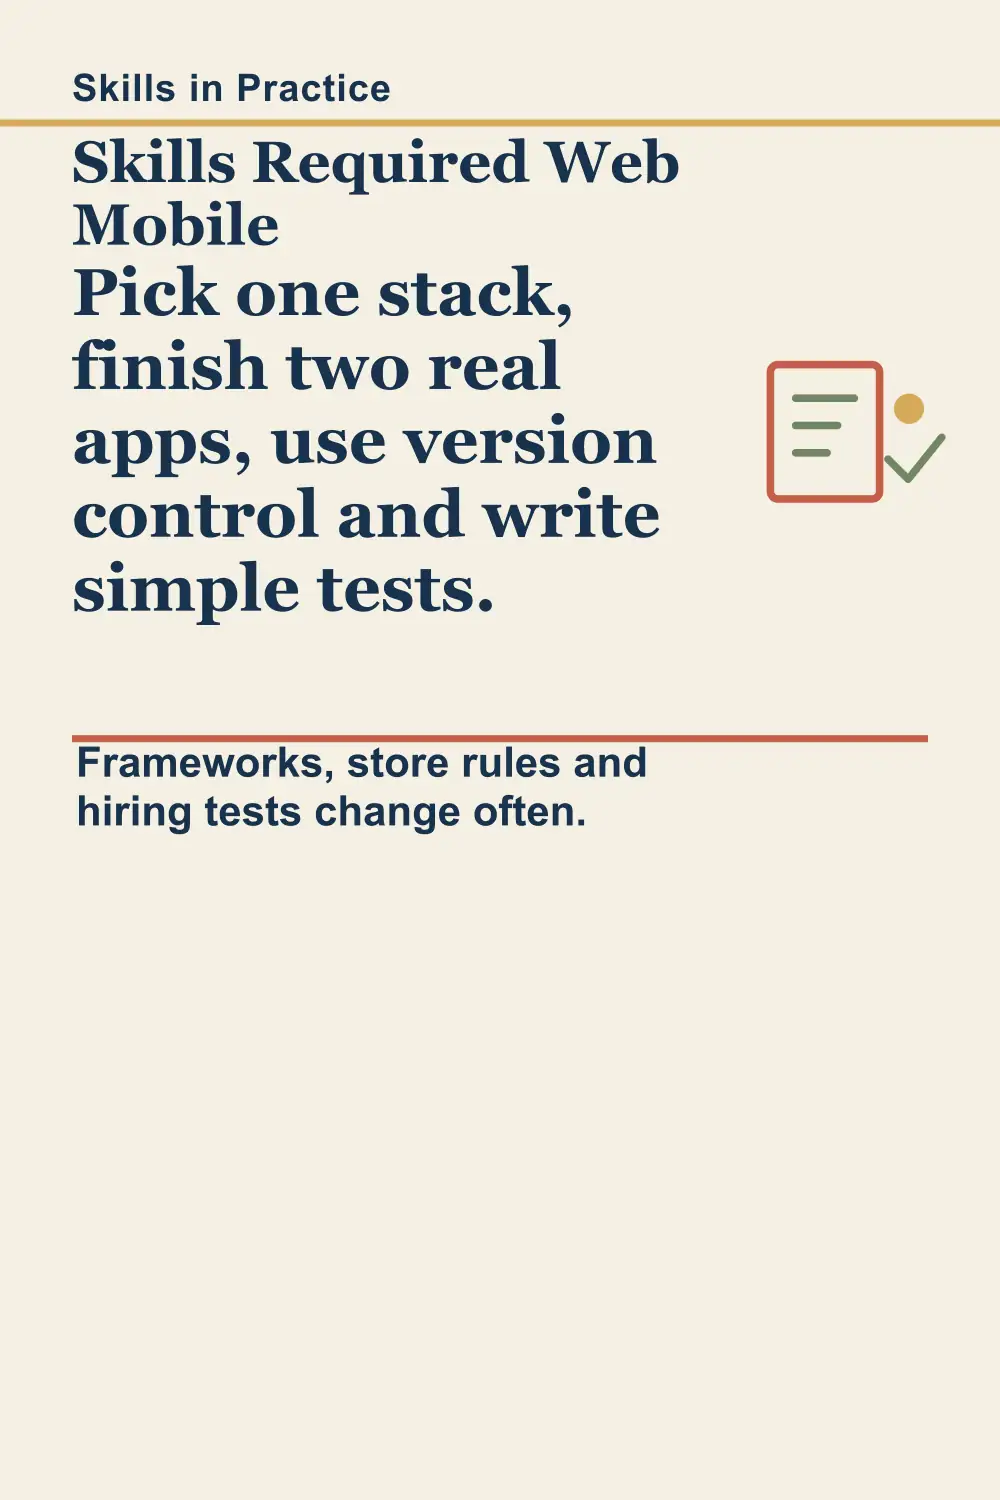 Skills in Practice
Skills Required Web
Mobile
Pick one stack,
finish two real
apps, use version
control and write
simple tests.
Frameworks, store rules and
hiring tests change often.